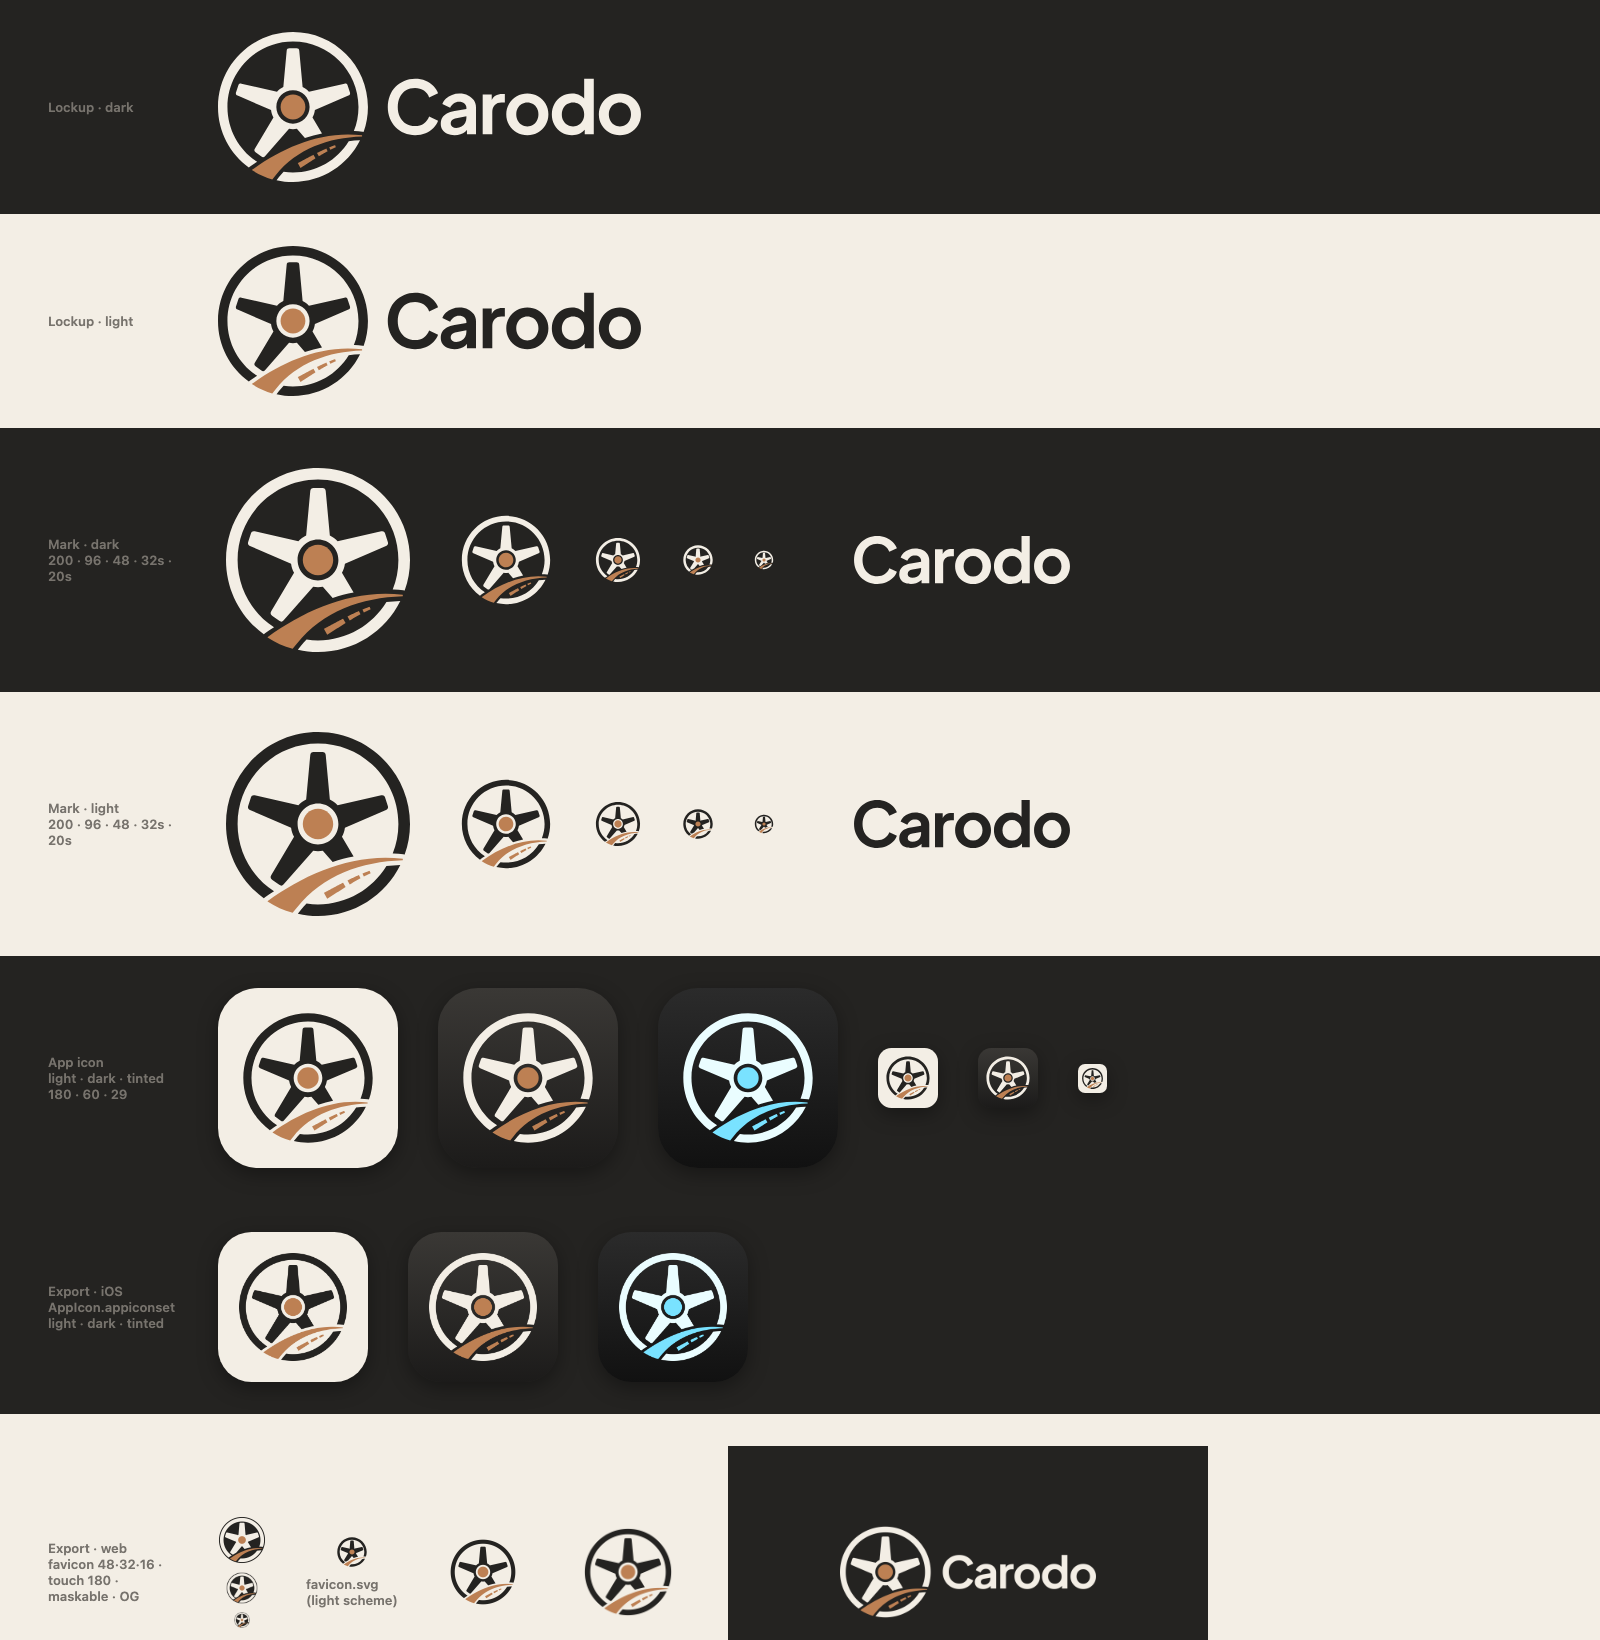 Lockup · dark
Carodo
Lockup · light
Carodo
Mark · dark
200 · 96 · 48 · 32s ·
20s
Carodo
Mark · light
200 · 96 · 48 · 32s ·
20s
Carodo
App icon
light · dark · tinted
180 · 60 · 29
Export · iOS
AppIcon.appiconset
light · dark · tinted
Export · web
favicon 48·32·16 ·
touch 180 ·
maskable · OG
favicon.svg
(light scheme)
Carodo